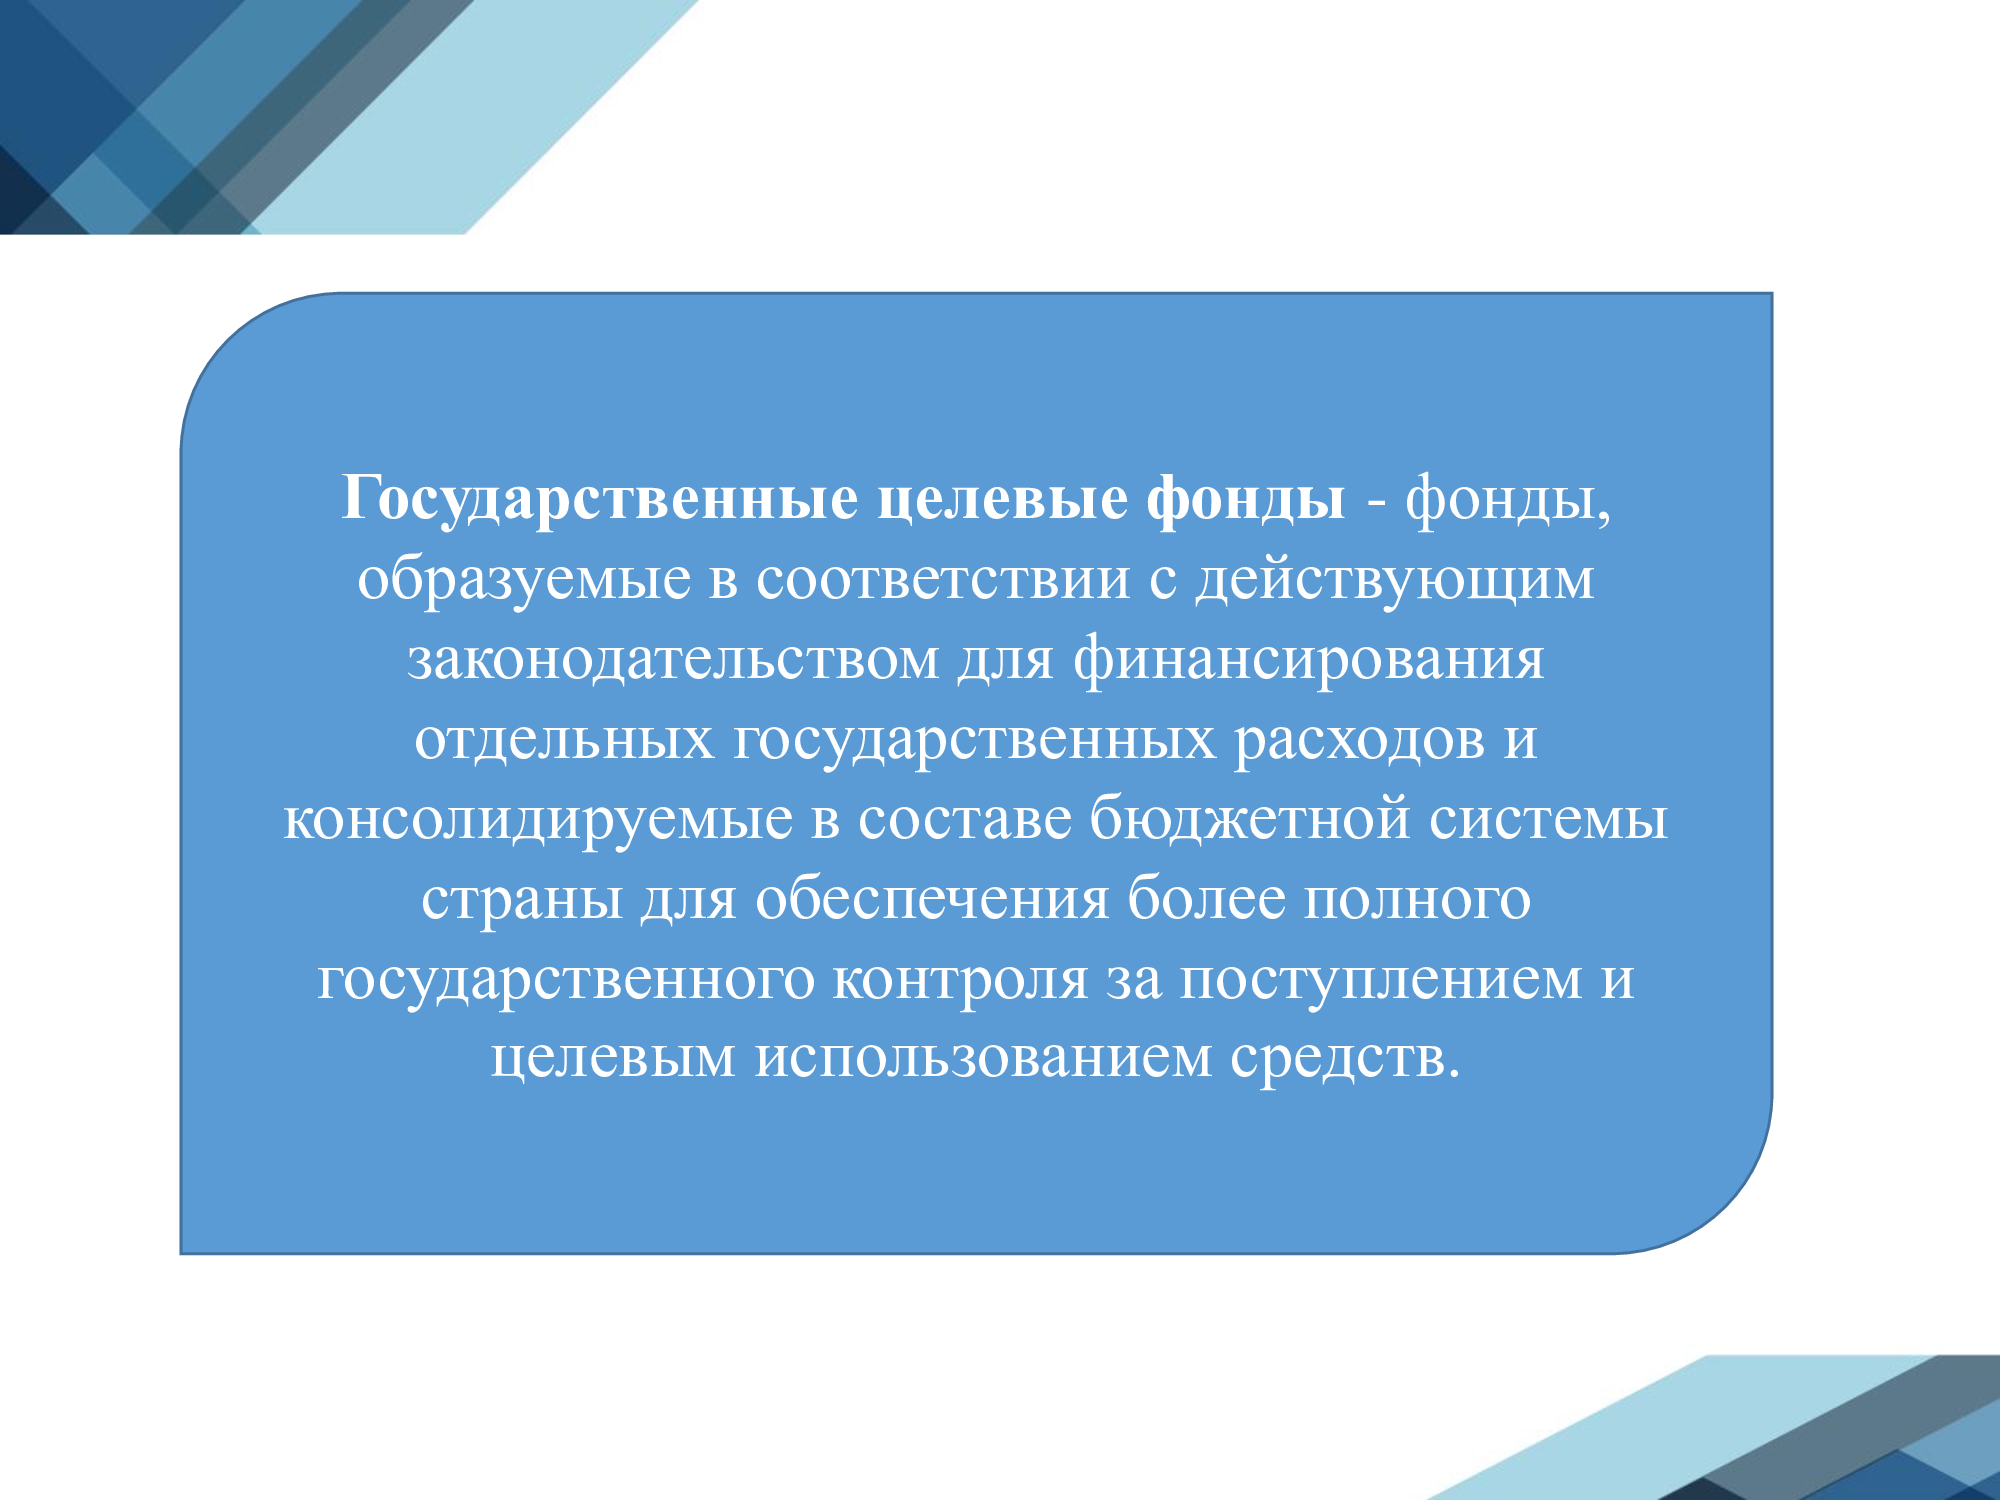 Государственные целевые фонды - фонды,
образуемые в соответствии с действующим
законодательством для финансирования
отдельных государственных расходов и
консолидируемые в составе бюджетной системы
страны для обеспечения более полного
государственного контроля за поступлением и
целевым использованием средств.